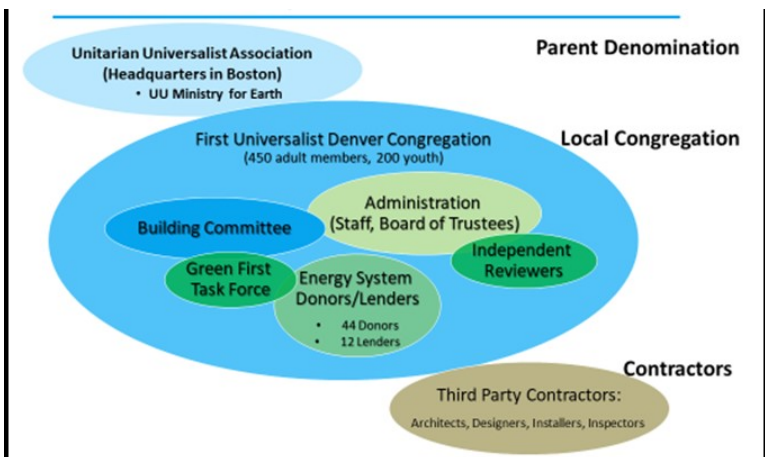 Unitarian Universalist Association
(Headquarters in Boston)
• UU Ministry for Earth
Parent Denomination
First Universalist Denver Congregation
(450 adult members, 200 youth)
Local Congregation
Administration
(Staff, Board of Trustees)
Building Committee
Independent
Reviewers
Green First
Task Force
Energy System
Donors/Lenders
• 44 Donors
• 12 Lenders
Contractors
Third Party Contractors:
Architects, Designers, Installers, Inspectors